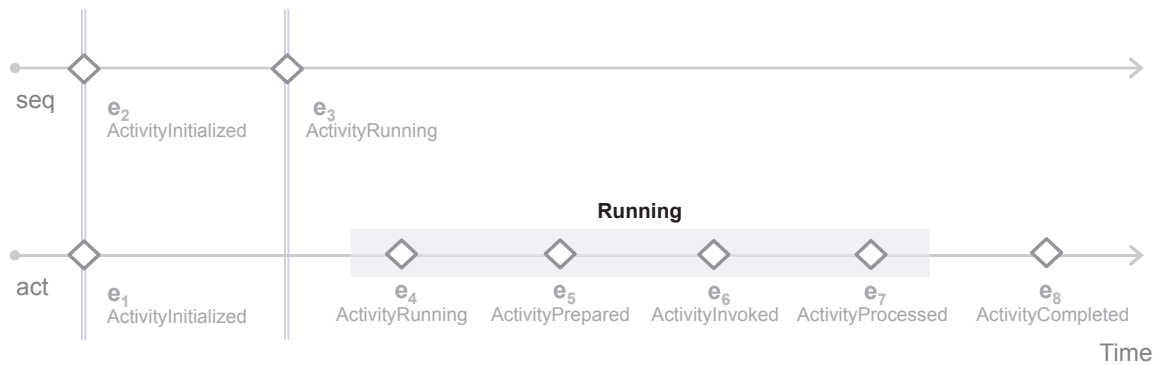 seq
e2
ActivityInitialized
e3
ActivityRunning
Running
act
e1
ActivityInitialized
e4
ActivityRunning
e5
ActivityPrepared
e6
ActivityInvoked
e7
ActivityProcessed
e8
ActivityCompleted
Time